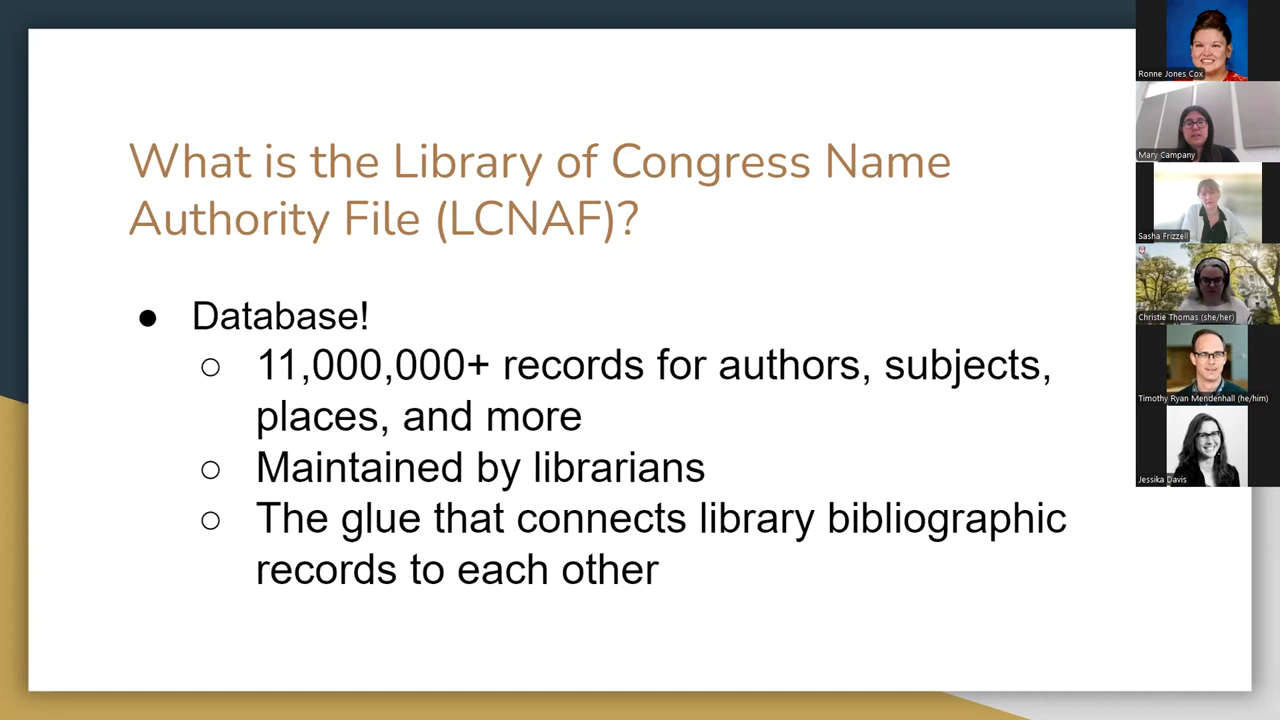 What is the Library of Congress Name
Authority File (LCNAF)?
● Database!
○ 11,000,000+ records for authors, subjects,
places, and more
○ Maintained by librarians
○ The glue that connects library bibliographic
records to each other
Ronne Jones Cox
Mary Campany
Sasha Frizzell
Christie Thomas (she/her)
Timothy Ryan Mendenhall (he/him)
Jessika Davis